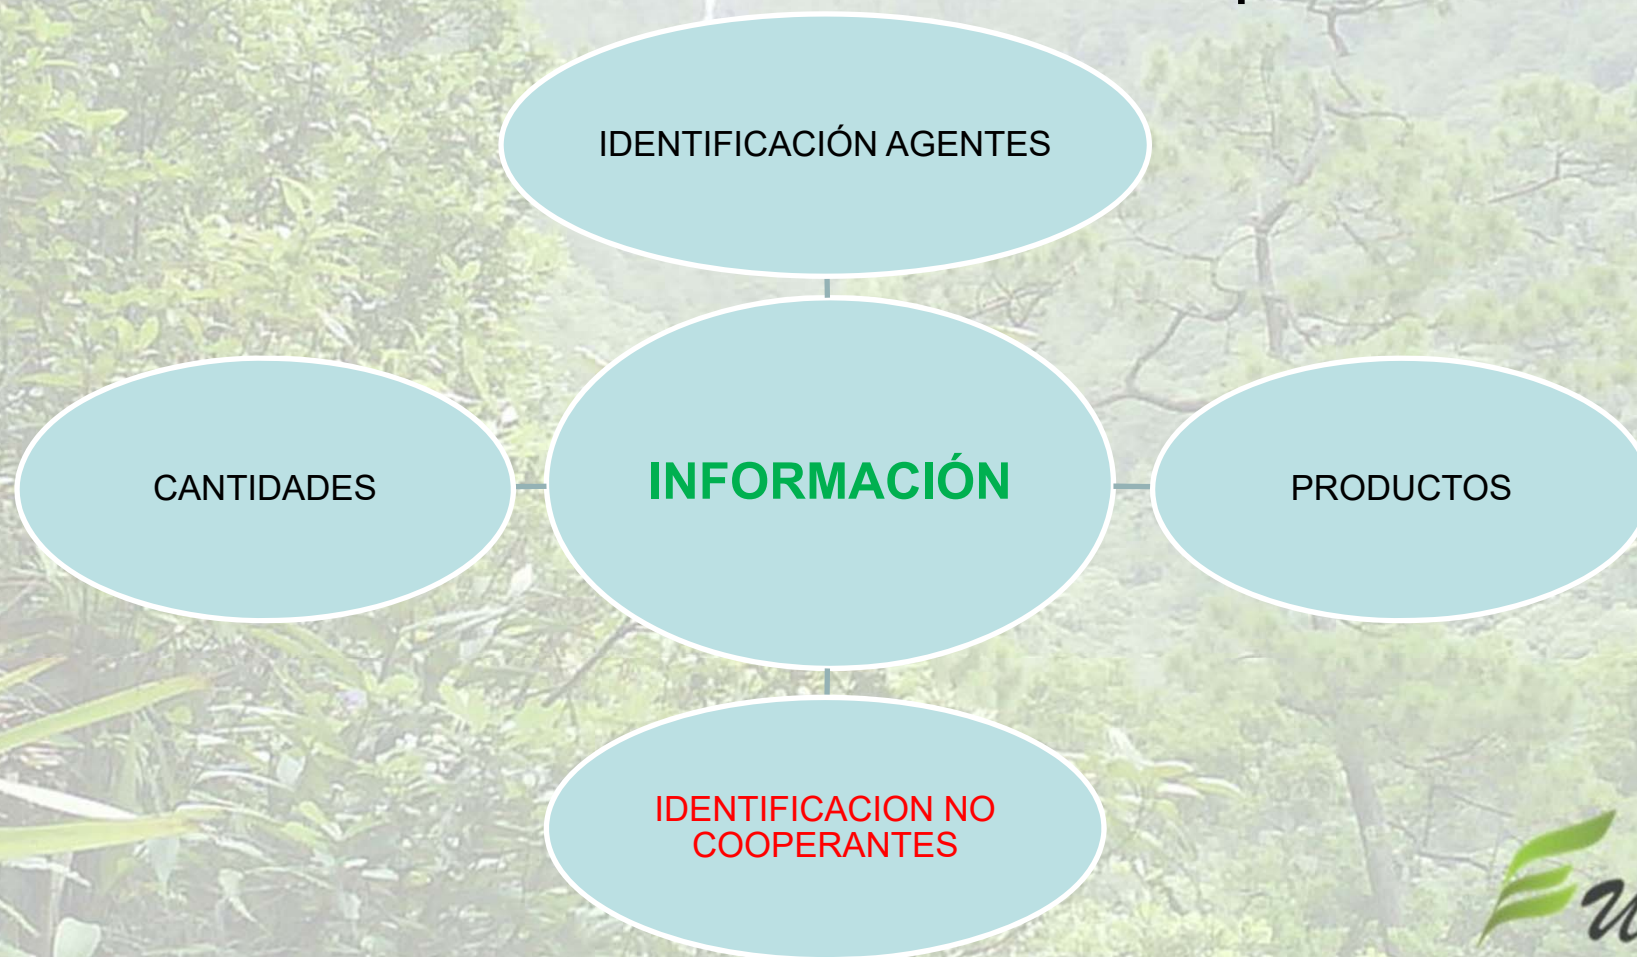 IDENTIFICACIÓN AGENTES
CANTIDADES
INFORMACIÓN
PRODUCTOS
IDENTIFICACION NO
COOPERANTES